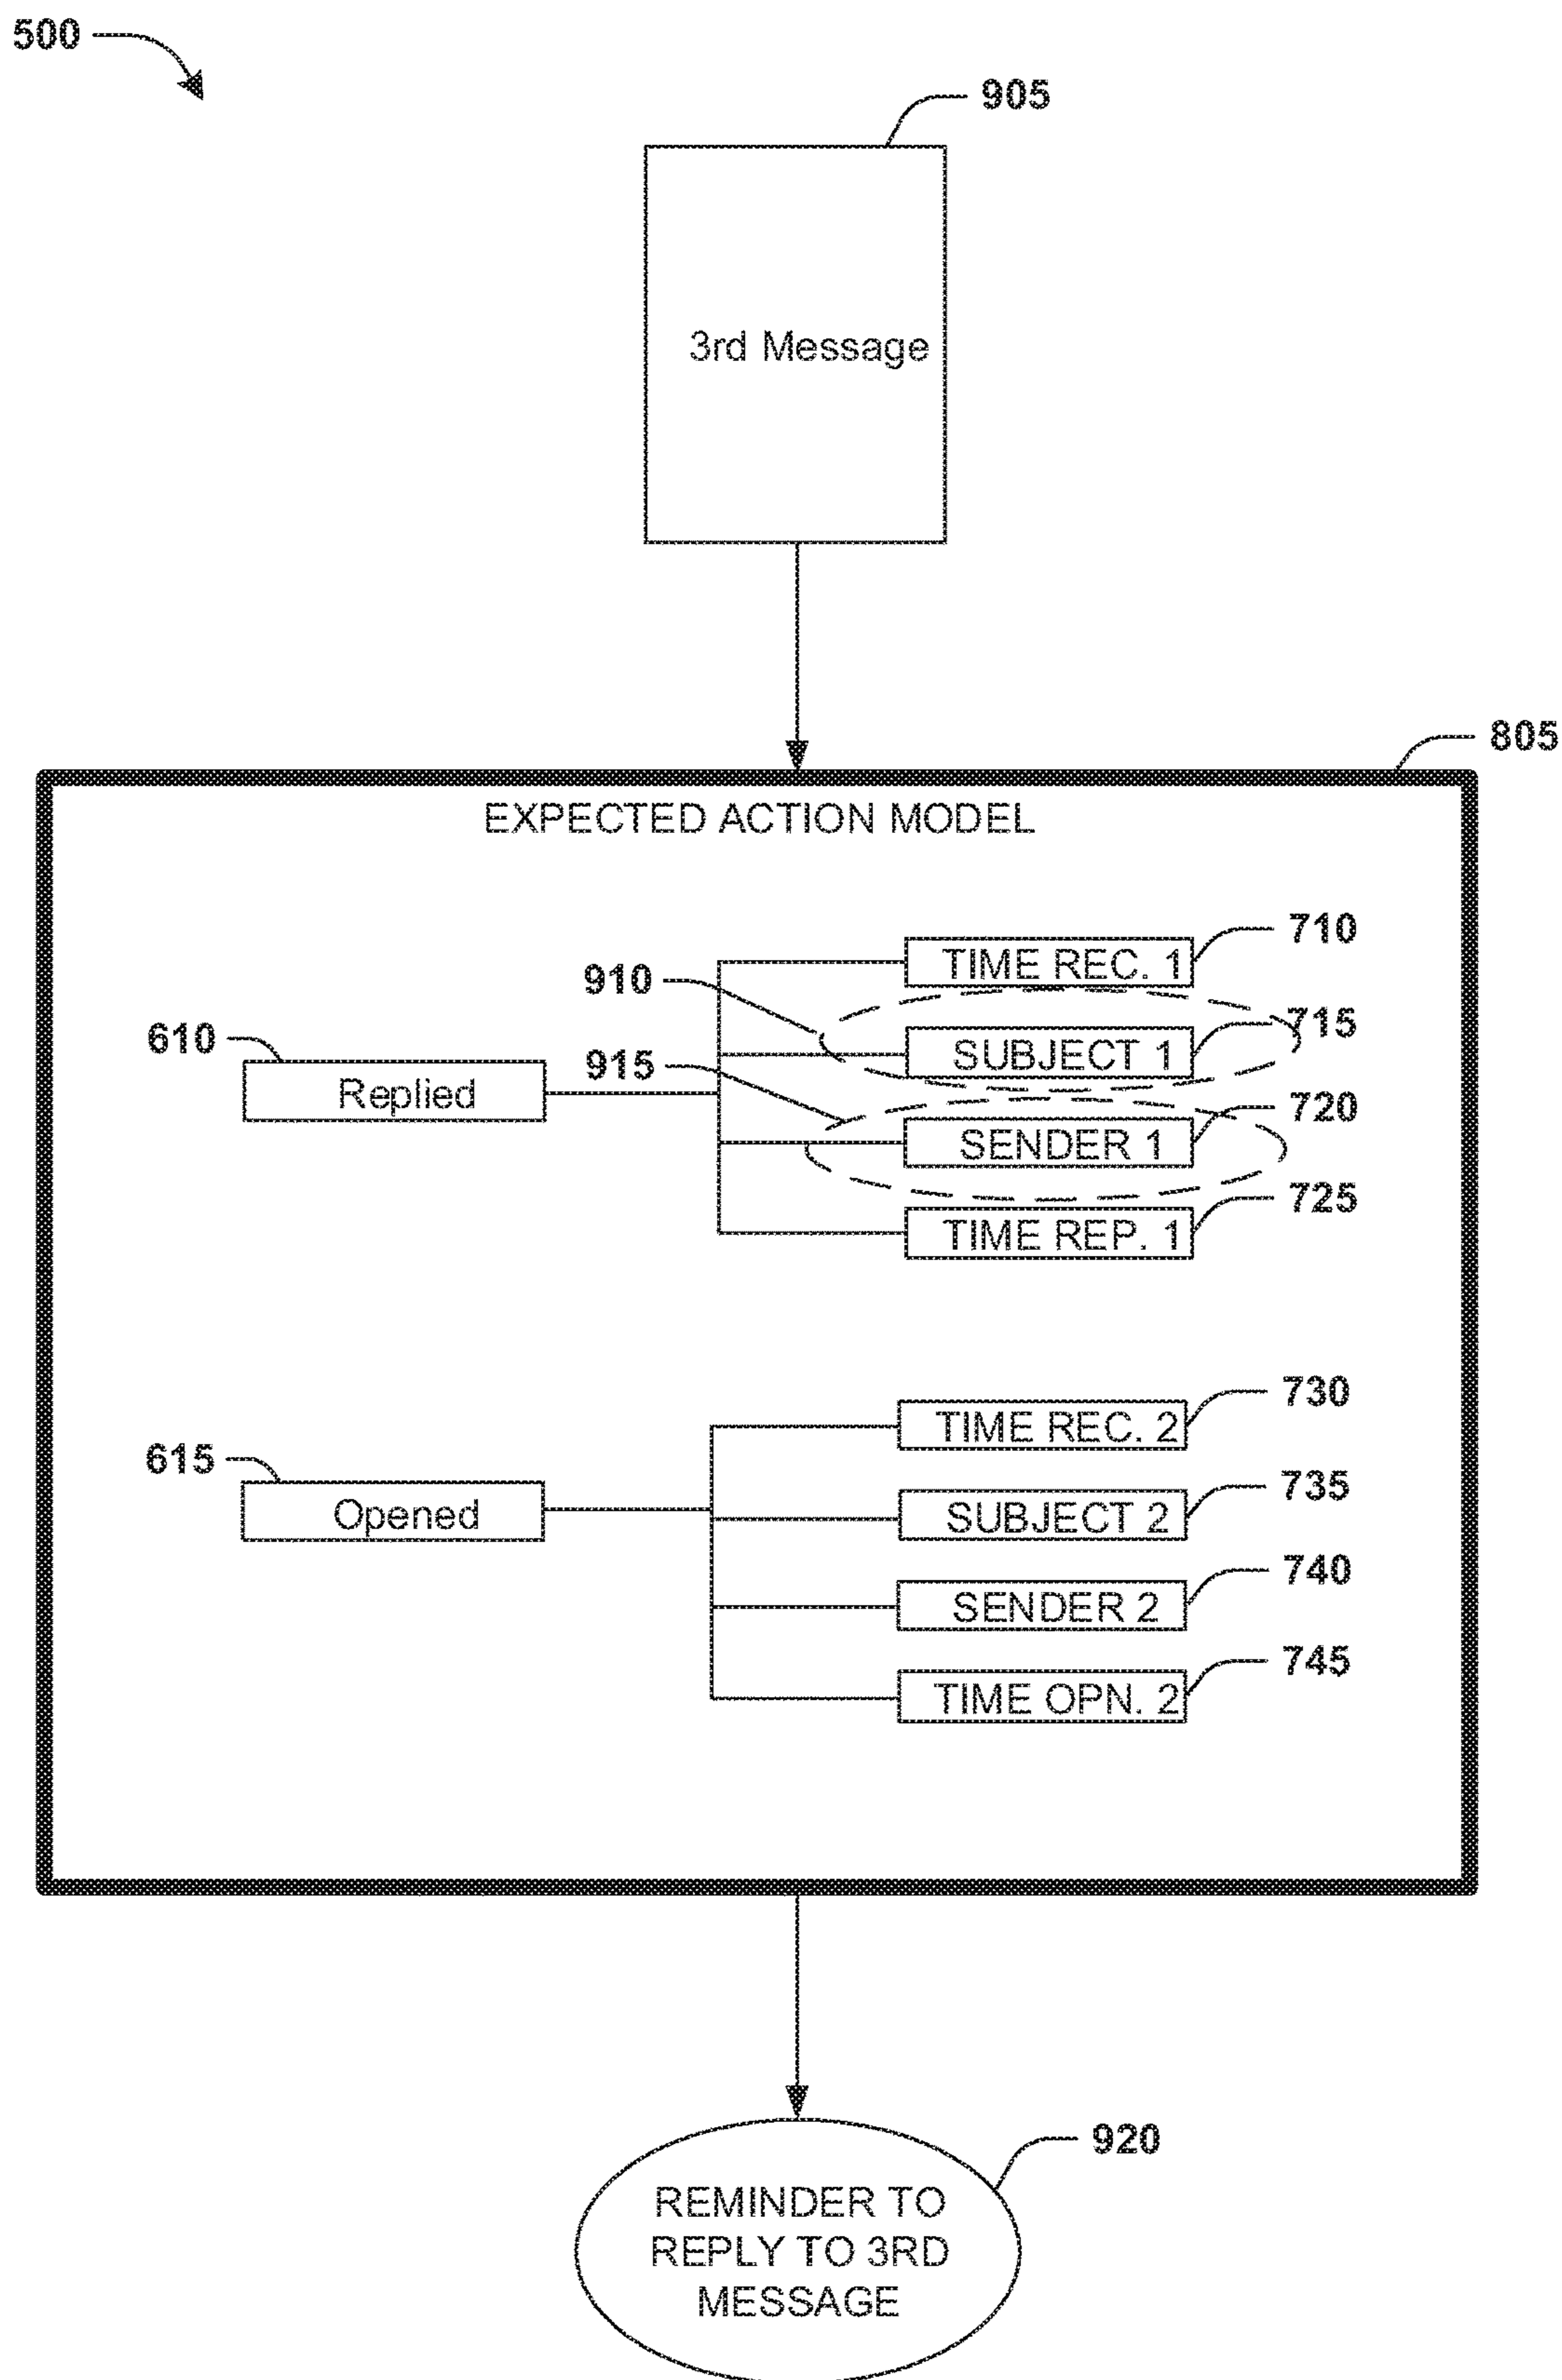 500
905
3rd Message
805
EXPECTED ACTION MODEL
710
TIME REC. 1
910
715
610
SUBJECT 1
915
Replied
720
SENDER 1
725
TIME REP. 1
730
TIME REC. 2
615
735
Opened
SUBJECT 2
740
SENDER 2
745
TIME OPN. 2
920
REMINDER TO
REPLY TO 3RD
MESSAGE